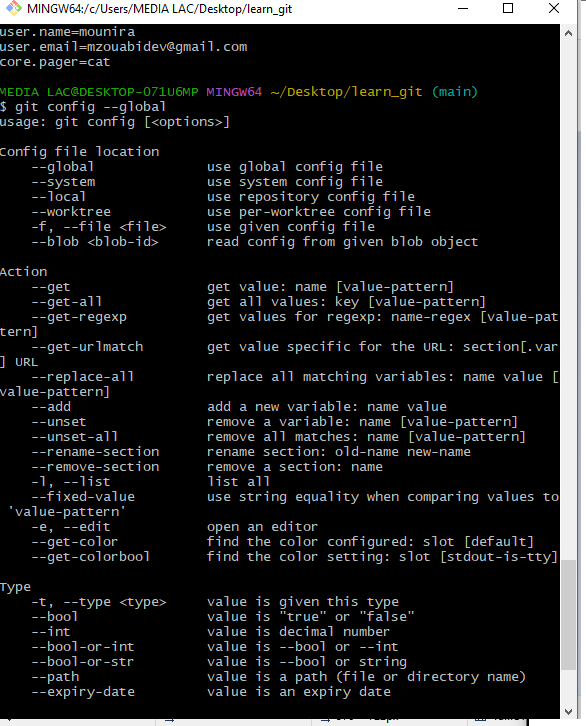 MINGW64:/c/Users/MEDIA LAC/Desktop/learn_git
user.name=mounira
user.email=mzouabidev@gmail.com
core.pager=cat
MEDIA LAC@DESKTOP-071U6MP MINGW64 ~/Desktop/learn_git (main)
$ git config --global
usage: git config [<options>]
Config file location
--global use global config file
--system use system config file
--local use repository config file
--worktree use per-worktree config file
-f, --file <file> use given config file
--blob <blob-id> read config from given blob object
Action
--get get value: name [value-pattern]
--get-all get all values: key [value-pattern]
--get-regexp get values for regexp: name-regex [value-pat
tern]
--get-urlmatch get value specific for the URL: section[.var
] URL
--replace-all replace all matching variables: name value [
value-pattern]
--add add a new variable: name value
--unset remove a variable: name [value-pattern]
--unset-all remove all matches: name [value-pattern]
--rename-section rename section: old-name new-name
--remove-section remove a section: name
-l, --list list all
--fixed-value use string equality when comparing values to
'value-pattern'
-e, --edit open an editor
--get-color find the color configured: slot [default]
--get-colorbool find the color setting: slot [stdout-is-tty]
Type
-t, --type <type> value is given this type
--bool value is "true" or "false"
--int value is decimal number
--bool-or-int value is --bool or --int
--bool-or-str value is --bool or string
--path value is a path (file or directory name)
--expiry-date value is an expiry date